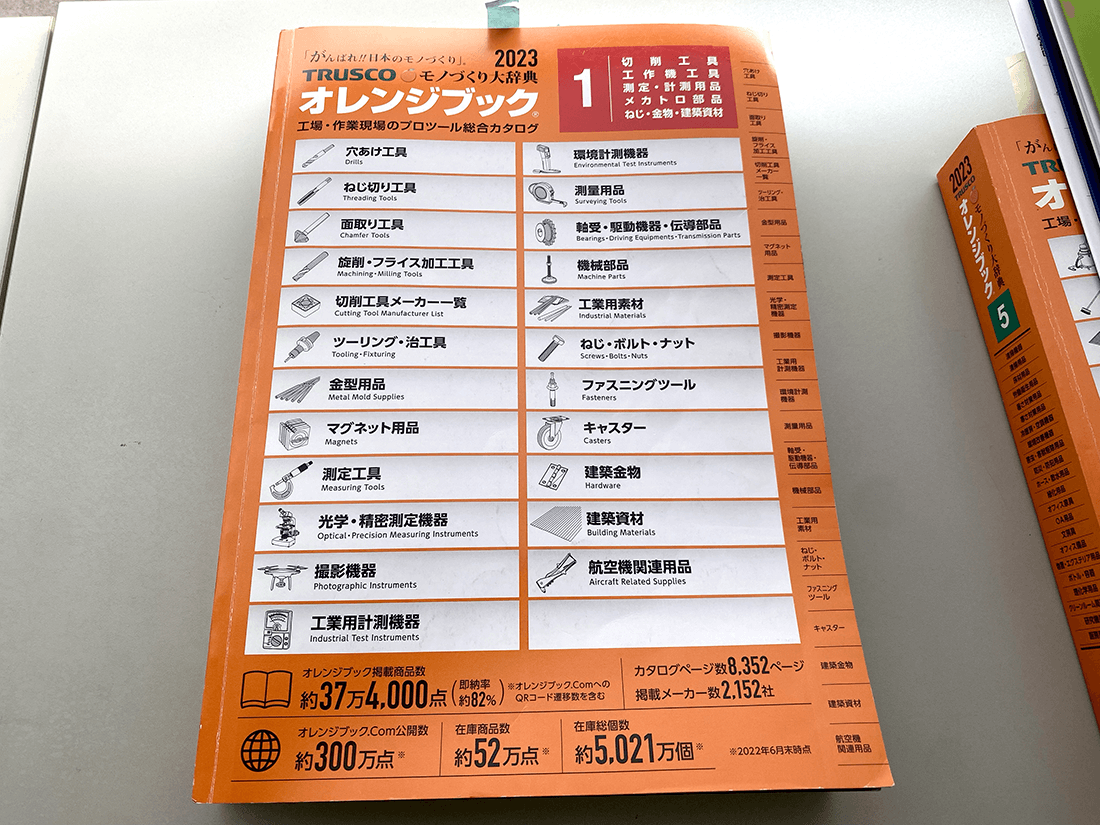 「がんばれ!!日本のモノづくり」。
2023
TRUSCO モノづくり大辞典
オレンジブック®
工場・作業現場のプロツール総合カタログ
1
切削工具
工作機工具
測定・計測用品
メカトロ部品
ねじ・金物・建築資材
穴あけ工具
Drills
ねじ切り工具
Threading Tools
面取り工具
Chamfer Tools
旋削・フライス加工工具
Machining・Milling Tools
切削工具メーカー一覧
Cutting Tool Manufacturer List
ツーリング・治工具
Tooling・Fixturing
金型用品
Metal Mold Supplies
マグネット用品
Magnets
測定工具
Measuring Tools
光学・精密測定機器
Optical・Precision Measuring Instruments
撮影機器
Photographic Instruments
工業用計測機器
Industrial Test Instruments
環境計測機器
Environmental Test Instruments
測量用品
Surveying Tools
軸受・駆動機器・伝導部品
Bearings・Driving Equipments・Transmission Parts
機械部品
Machine Parts
工業用素材
Industrial Materials
ねじ・ボルト・ナット
Screws・Bolts・Nuts
ファスニングツール
Fasteners
キャスター
Casters
建築金物
Hardware
建築資材
Building Materials
航空機関連用品
Aircraft Related Supplies
穴あけ
工具
ねじ切り
工具
面取り
工具
旋削・
フライス
加工工具
切削工具
メーカー
一覧
ツーリング・
治工具
金型用品
マグネット
用品
測定工具
光学・
精密測定
機器
撮影機器
工業用
計測機器
環境計測
機器
測量用品
軸受・
駆動機器・
伝導部品
機械部品
工業用
素材
ねじ・
ボルト・
ナット
ファスニング
ツール
キャスター
建築金物
建築資材
航空機
関連用品
オレンジブック掲載商品数
約37万4,000点(即納率 約82%)
※オレンジブック.Comへの
QRコード遷移数を含む
カタログページ数8,352ページ
掲載メーカー数2,152社
オレンジブック.Com公開数
約300万点※
在庫商品数
約52万点※
在庫総個数
約5,021万個※
※2022年6月末時点
2023
TRUSCO
モノづくり大辞典
オレンジブック
5
「がん
TRU
オ
工場・
OA用品
文房具
オフィス備品
ボトル・容器